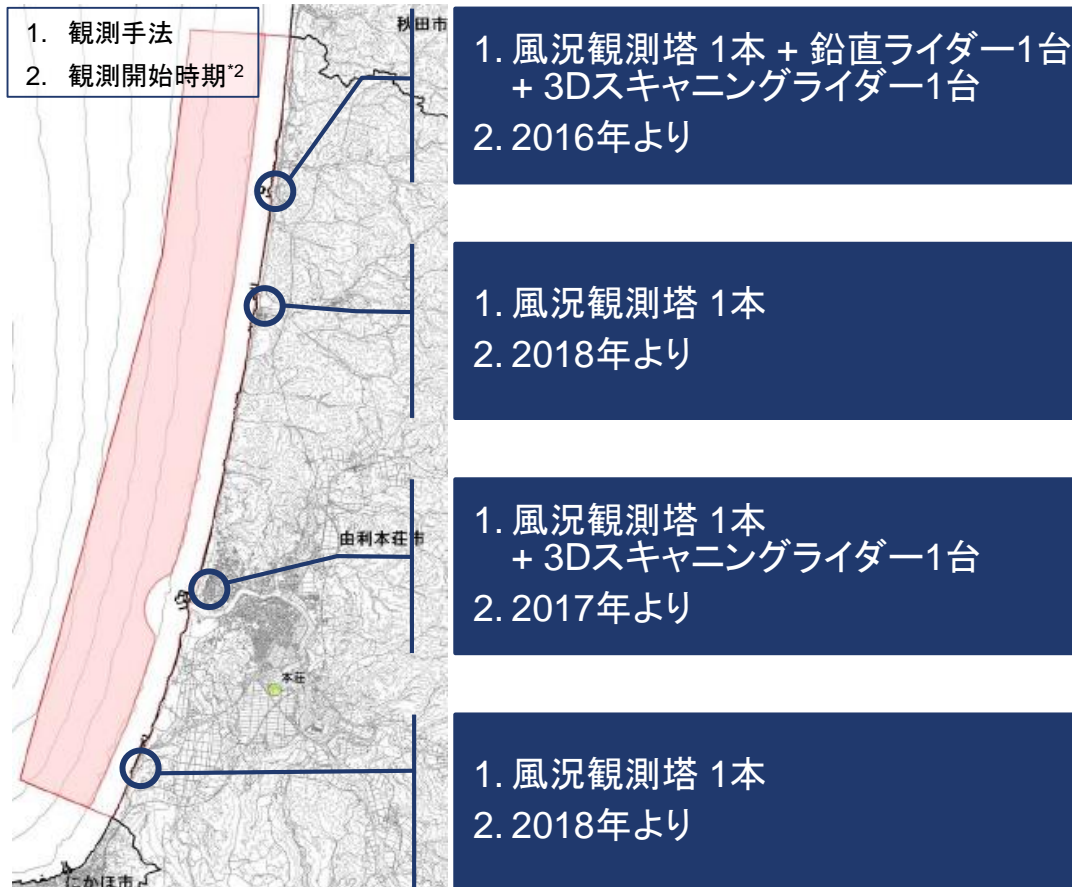 1. 観測手法
2. 観測開始時期*2
秋田市
1. 風況観測塔 1本 + 鉛直ライダー1台
+ 3Dスキャニングライダー1台
2. 2016年より
1. 風況観測塔 1本
2. 2018年より
由利本荘市
1. 風況観測塔 1本
+ 3Dスキャニングライダー1台
2. 2017年より
本荘
1. 風況観測塔 1本
2. 2018年より
にかほ市